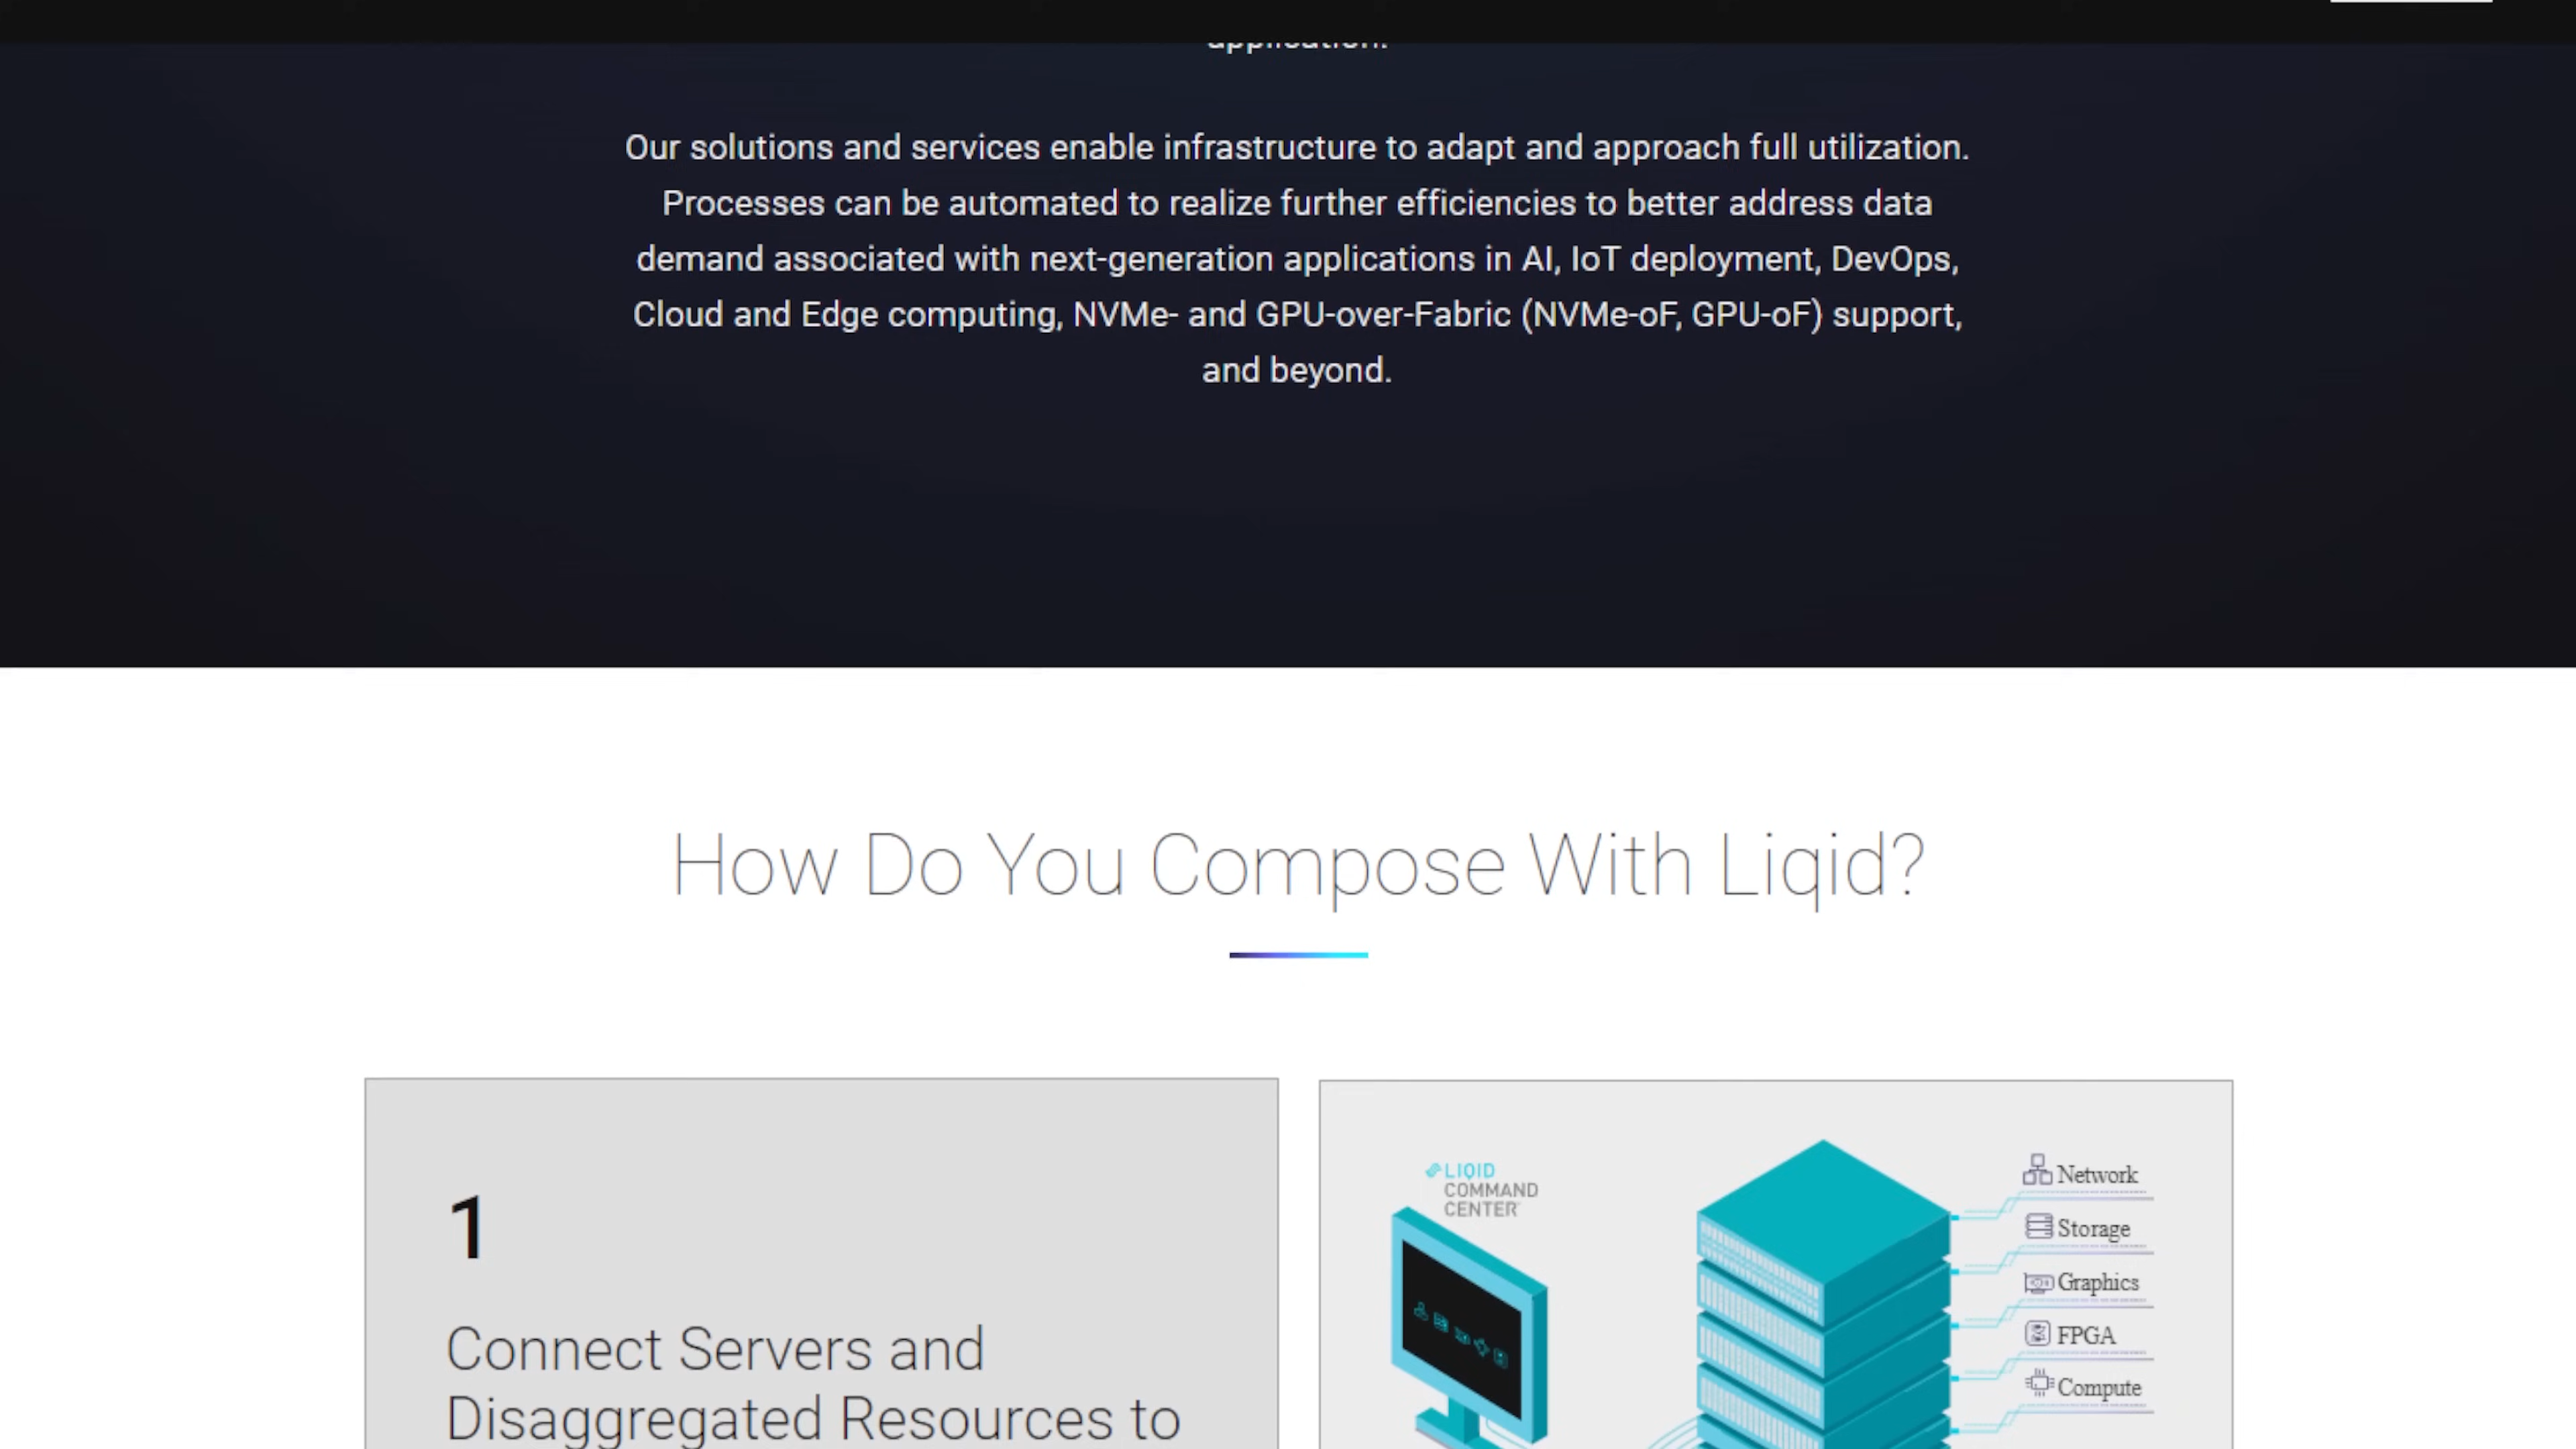 application.
Our solutions and services enable infrastructure to adapt and approach full utilization.
Processes can be automated to realize further efficiencies to better address data
demand associated with next-generation applications in AI, IoT deployment, DevOps,
Cloud and Edge computing, NVMe- and GPU-over-Fabric (NVMe-oF, GPU-oF) support,
and beyond.
How Do You Compose With Liqid?
1
Connect Servers and
Disaggregated Resources to
LIQID
COMMAND
CENTER
Network
Storage
Graphics
FPGA
Compute